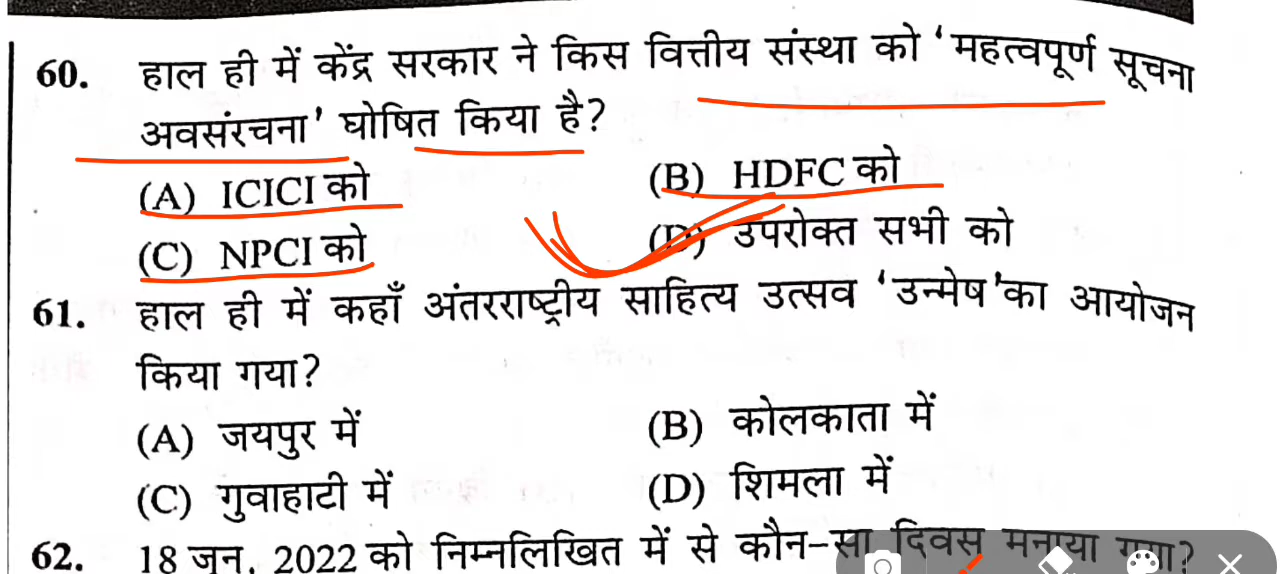 60. हाल ही में केंद्र सरकार ने किस वित्तीय संस्था को ‘महत्वपूर्ण सूचना
अवसंरचना’ घोषित किया है?
(A) ICICI को (B) HDFC को
(C) NPCI को (D) उपरोक्त सभी को
61. हाल ही में कहाँ अंतरराष्ट्रीय साहित्य उत्सव ‘उन्मेष’का आयोजन
किया गया?
(A) जयपुर में (B) कोलकाता में
(C) गुवाहाटी में (D) शिमला में
62. 18 जून, 2022 को निम्नलिखित में से कौन-सा दिवस मनाया गया?